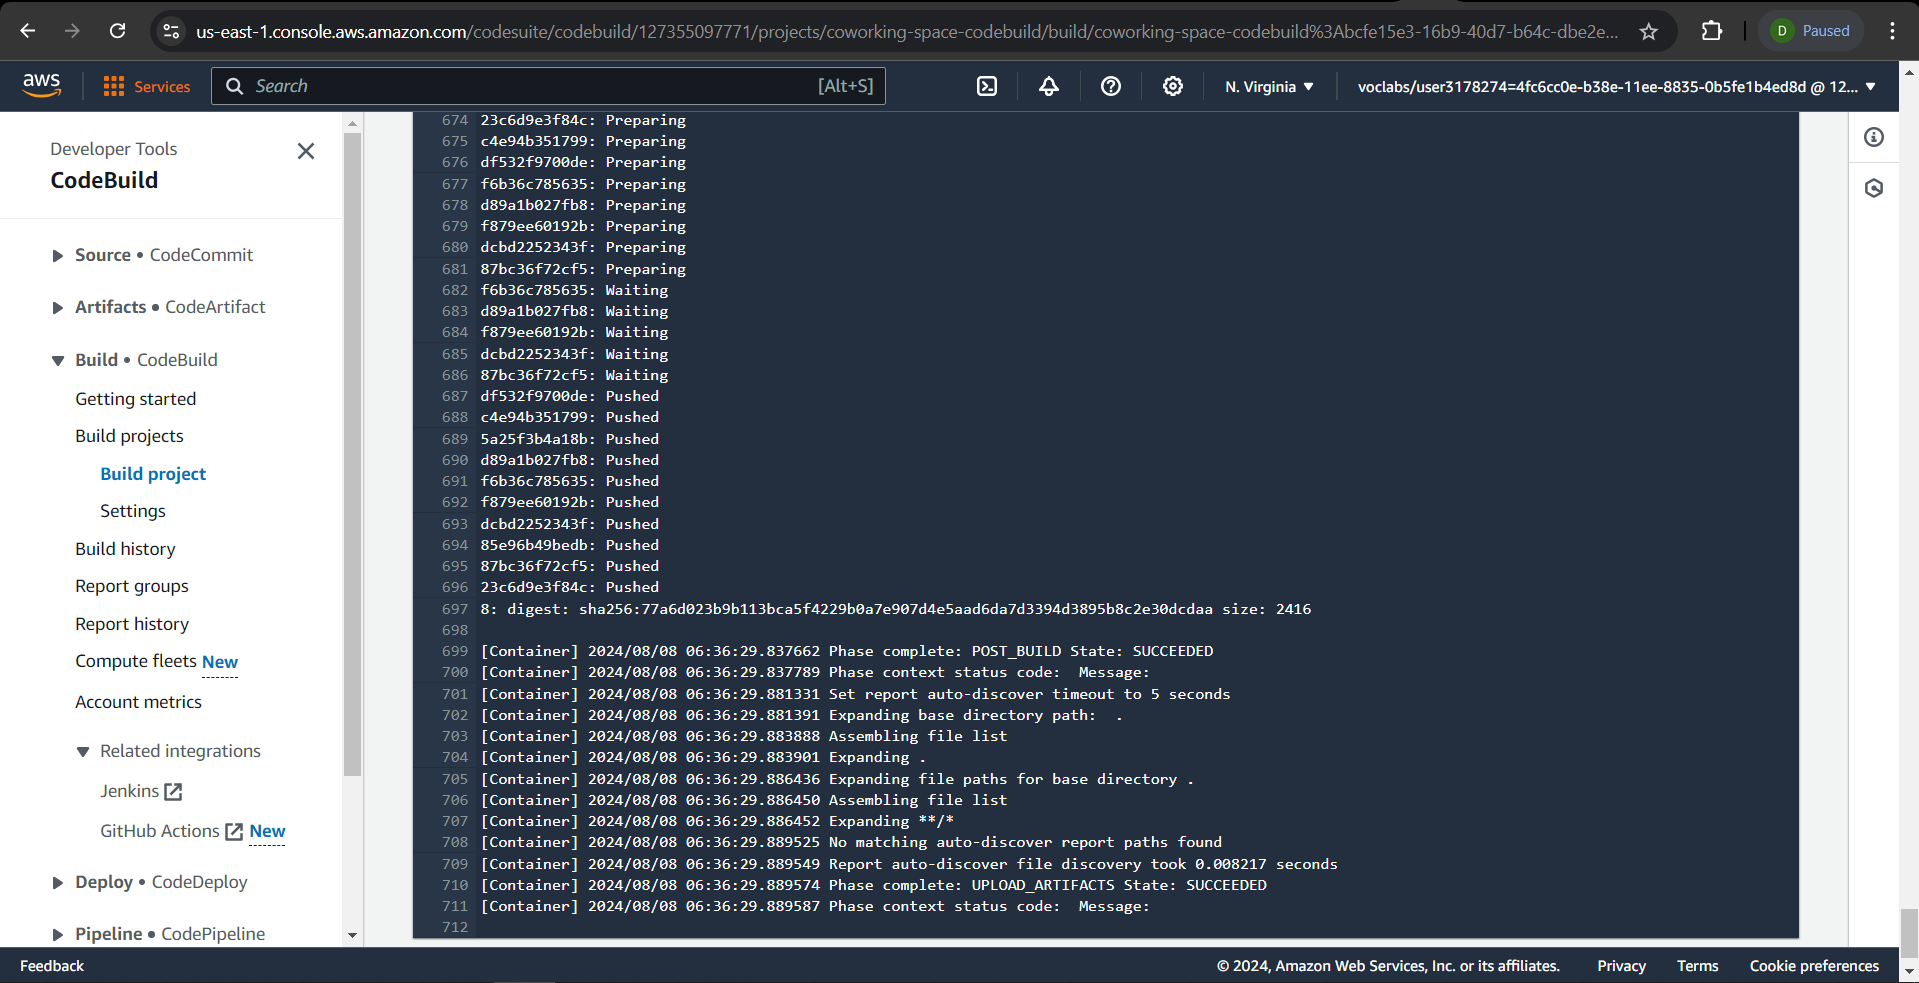 us-east-1.console.aws.amazon.com/codesuite/codebuild/127355097771/projects/coworking-space-codebuild/build/coworking-space-codebuild%3Abcfe15e3-16b9-40d7-b64c-dbe2e...
D Paused
aws Services Search [Alt+S] N. Virginia voclabs/user3178274=4fc6cc0e-b38e-11ee-8835-0b5fe1b4ed8d @ 12...
Developer Tools
CodeBuild
Source • CodeCommit
Artifacts • CodeArtifact
Build • CodeBuild
Getting started
Build projects
Build project
Settings
Build history
Report groups
Report history
Compute fleets New
Account metrics
Related integrations
Jenkins
GitHub Actions New
Deploy • CodeDeploy
Pipeline • CodePipeline
674 23c6d9e3f84c: Preparing
675 c4e94b351799: Preparing
676 df532f9700de: Preparing
677 f6b36c785635: Preparing
678 d89a1b027fb8: Preparing
679 f879ee60192b: Preparing
680 dcbd2252343f: Preparing
681 87bc36f72cf5: Preparing
682 f6b36c785635: Waiting
683 d89a1b027fb8: Waiting
684 f879ee60192b: Waiting
685 dcbd2252343f: Waiting
686 87bc36f72cf5: Waiting
687 df532f9700de: Pushed
688 c4e94b351799: Pushed
689 5a25f3b4a18b: Pushed
690 d89a1b027fb8: Pushed
691 f6b36c785635: Pushed
692 f879ee60192b: Pushed
693 dcbd2252343f: Pushed
694 85e96b49bedb: Pushed
695 87bc36f72cf5: Pushed
696 23c6d9e3f84c: Pushed
697 8: digest: sha256:77a6d023b9b113bca5f4229b0a7e907d4e5aad6da7d3394d3895b8c2e30dcdaa size: 2416
698
699 [Container] 2024/08/08 06:36:29.837662 Phase complete: POST_BUILD State: SUCCEEDED
700 [Container] 2024/08/08 06:36:29.837789 Phase context status code:  Message:
701 [Container] 2024/08/08 06:36:29.881331 Set report auto-discover timeout to 5 seconds
702 [Container] 2024/08/08 06:36:29.881391 Expanding base directory path:  .
703 [Container] 2024/08/08 06:36:29.883888 Assembling file list
704 [Container] 2024/08/08 06:36:29.883901 Expanding .
705 [Container] 2024/08/08 06:36:29.886436 Expanding file paths for base directory .
706 [Container] 2024/08/08 06:36:29.886450 Assembling file list
707 [Container] 2024/08/08 06:36:29.886452 Expanding **/*
708 [Container] 2024/08/08 06:36:29.889525 No matching auto-discover report paths found
709 [Container] 2024/08/08 06:36:29.889549 Report auto-discover file discovery took 0.008217 seconds
710 [Container] 2024/08/08 06:36:29.889574 Phase complete: UPLOAD_ARTIFACTS State: SUCCEEDED
711 [Container] 2024/08/08 06:36:29.889587 Phase context status code:  Message:
712
Feedback © 2024, Amazon Web Services, Inc. or its affiliates. Privacy Terms Cookie preferences